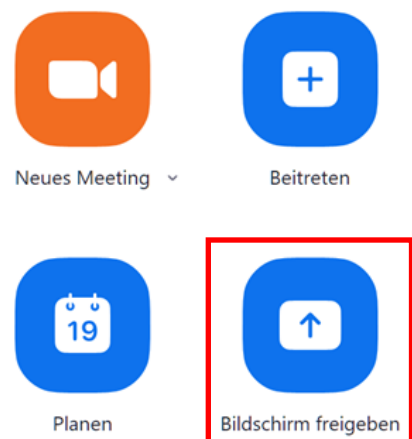 Neues Meeting
Beitreten
19
Planen
Bildschirm freigeben